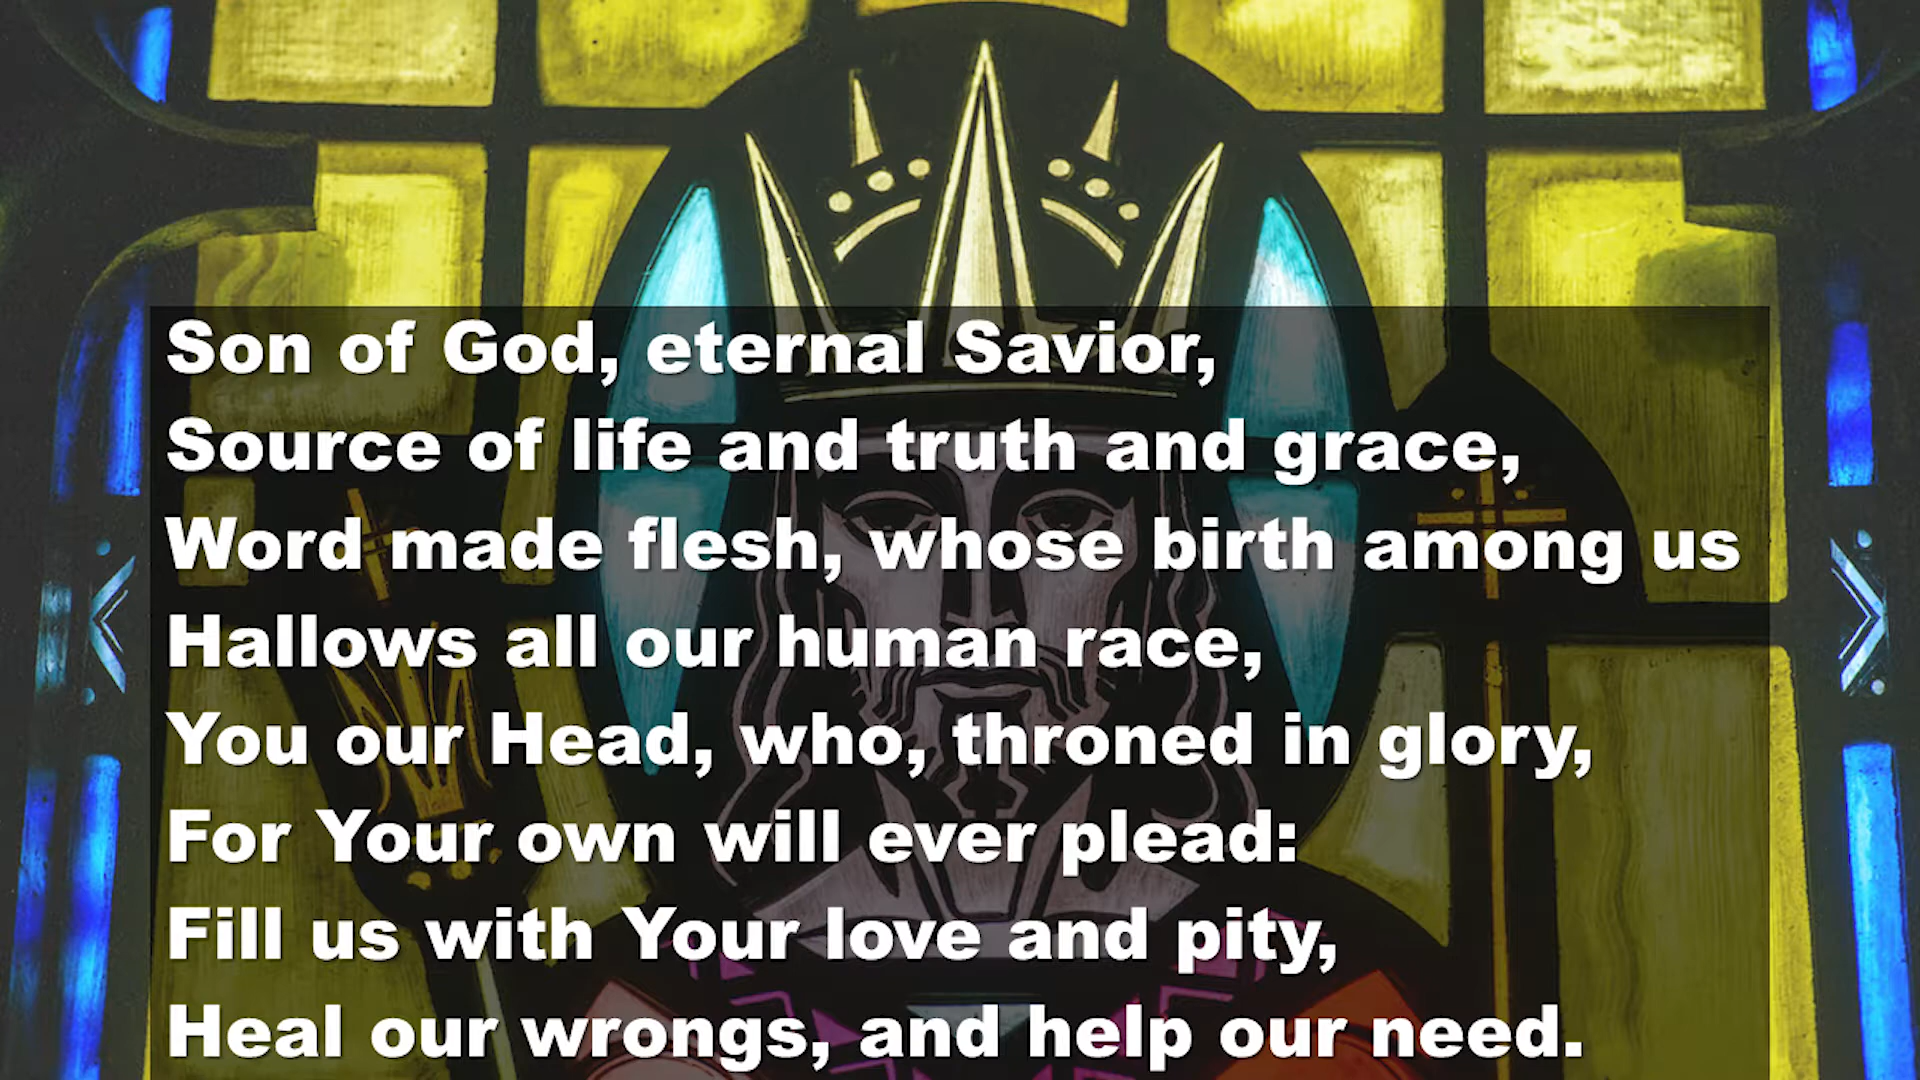 Son of God, eternal Savior,
Source of life and truth and grace,
Word made flesh, whose birth among us
Hallows all our human race,
You our Head, who, throned in glory,
For Your own will ever plead:
Fill us with Your love and pity,
Heal our wrongs, and help our need.